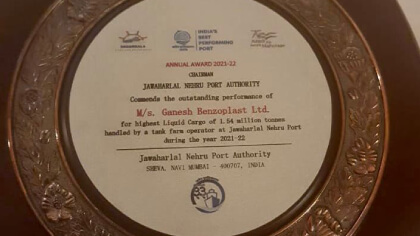 INDIA'S
BEST
PERFORMING
PORT
ANNUAL AWARD 2021-22
CHAIRMAN
JAWAHARLAL NEHRU PORT AUTHORITY
Commends the outstanding performance of
M/s. Ganesh Benzoplast Ltd.
for highest Liquid Cargo of 1.54 million tonnes
handled by a tank farm operator at Jawaharlal Nehru Port
during the year 2021-22
Jawaharlal Nehru Port Authority
SHEVA, NAVI MUMBAI - 400707, INDIA